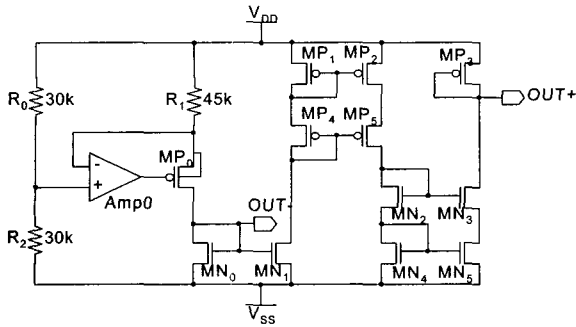 V_DD
R_0 30k
R_1 45k
MP_1
MP_2
MP_3
OUT+
MP_4
MP_5
MP_0
-
+
Amp0
R_2 30k
OUT-
MN_0
MN_1
MN_2
MN_3
MN_4
MN_5
V_SS